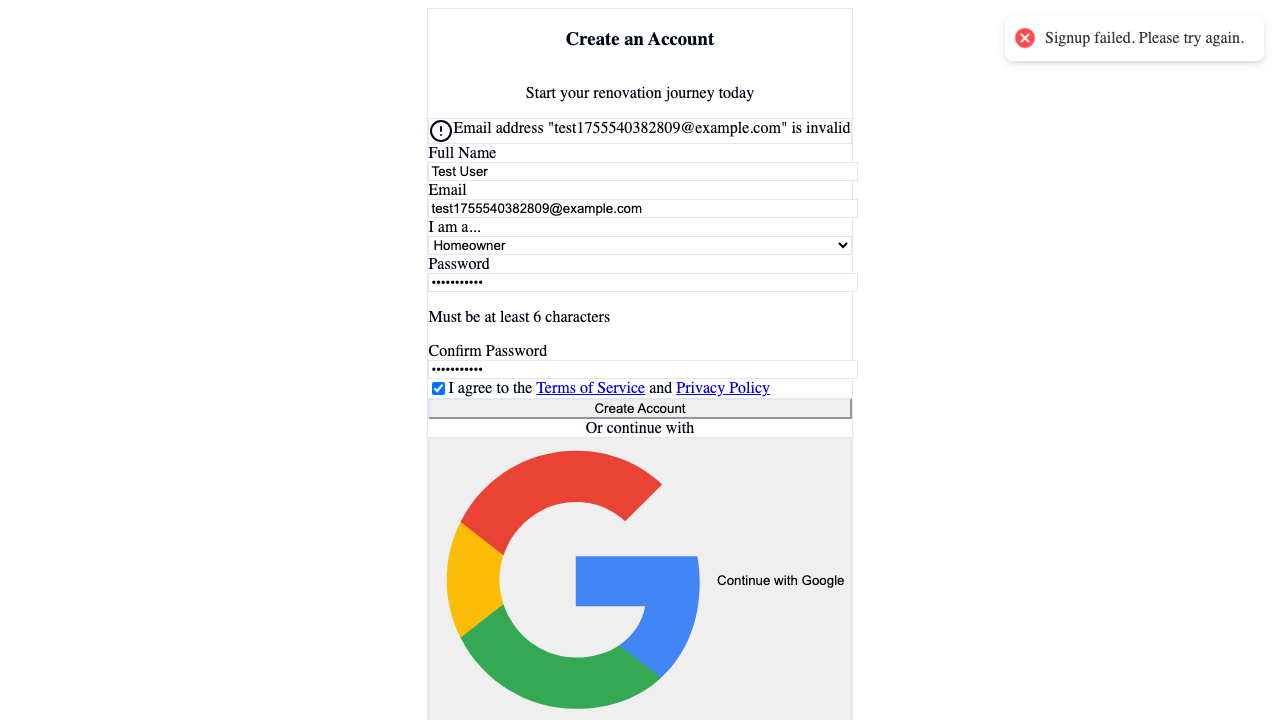 Create an Account
Signup failed. Please try again.
Start your renovation journey today
Email address "test1755540382809@example.com" is invalid
Full Name
Test User
Email
test1755540382809@example.com
I am a...
Homeowner
Password
•••••••••••
Must be at least 6 characters
Confirm Password
•••••••••••
I agree to the Terms of Service and Privacy Policy
Create Account
Or continue with
Continue with Google